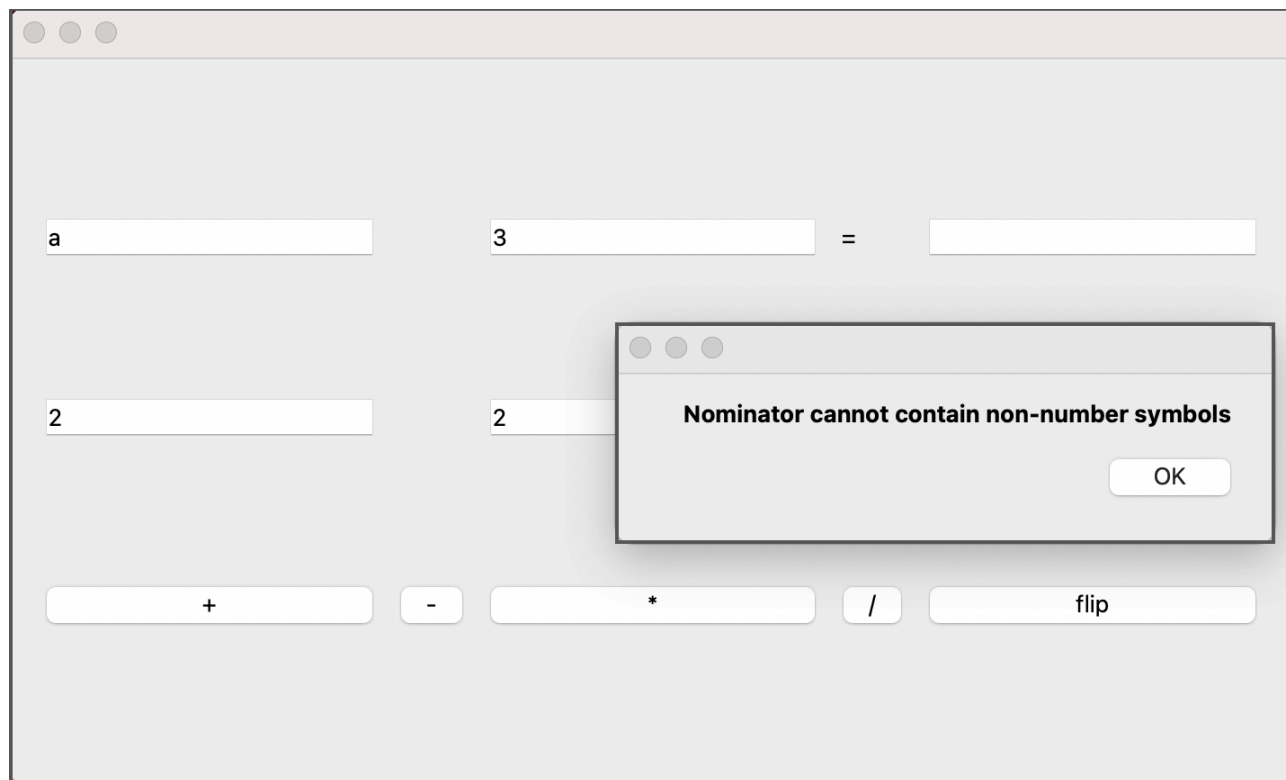 a 3 =
Nominator cannot contain non-number symbols
2 2
OK
+ - * / flip